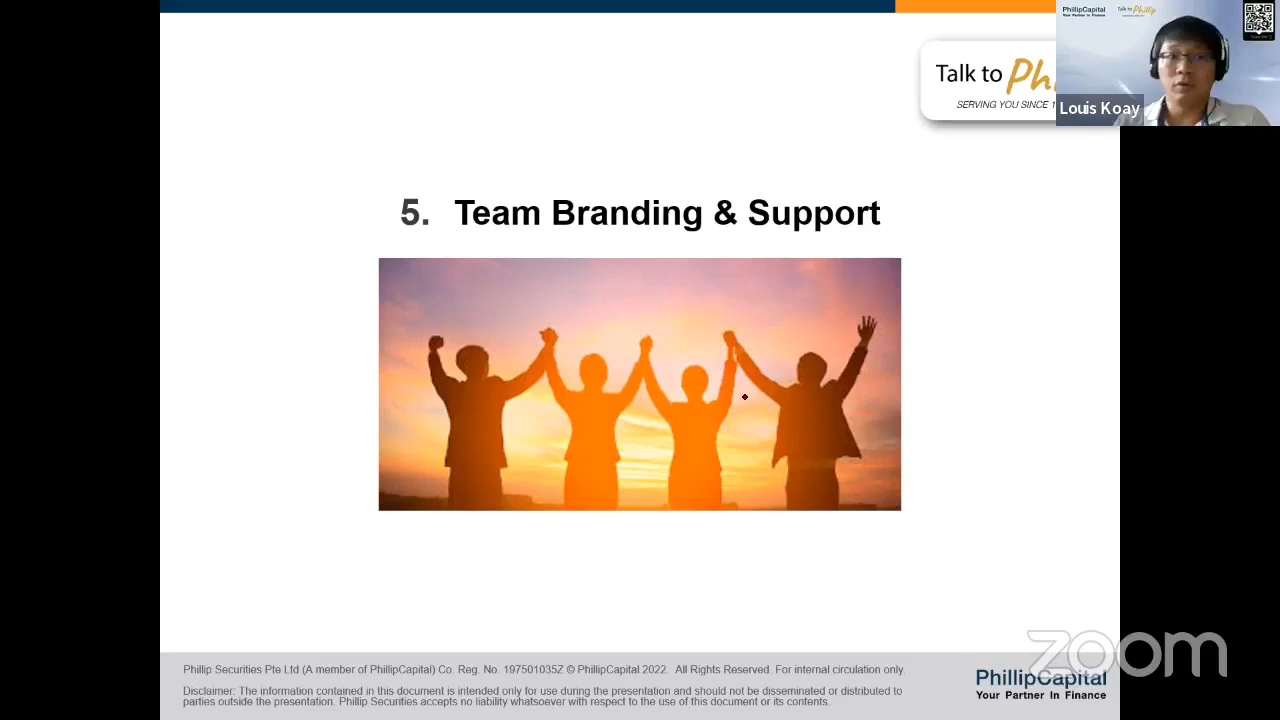 PhillipCapital
Your Partner In Finance
Talk to Phillip
Talk to Phi
SERVING YOU SINCE 1
Louis Koay
5. Team Branding & Support
Phillip Securities Pte Ltd (A member of PhillipCapital) Co. Reg. No. 197501035Z © PhillipCapital 2022. All Rights Reserved. For internal circulation only.
Disclaimer: The information contained in this document is intended only for use during the presentation and should not be disseminated or distributed to
parties outside the presentation. Phillip Securities accepts no liability whatsoever with respect to the use of this document or its contents.
zoom
PhillipCapital
Your Partner In Finance